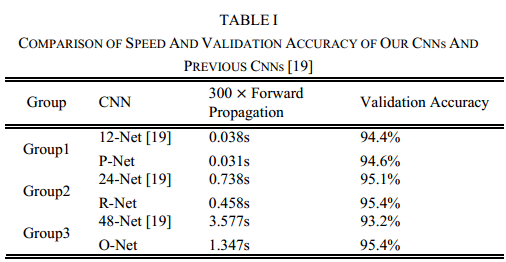 TABLE I
COMPARISON OF SPEED AND VALIDATION ACCURACY OF OUR CNNS AND
PREVIOUS CNNS [19]
Group CNN 300 × Forward Propagation Validation Accuracy
Group1 12-Net [19] 0.038s 94.4%
P-Net 0.031s 94.6%
Group2 24-Net [19] 0.738s 95.1%
R-Net 0.458s 95.4%
Group3 48-Net [19] 3.577s 93.2%
O-Net 1.347s 95.4%